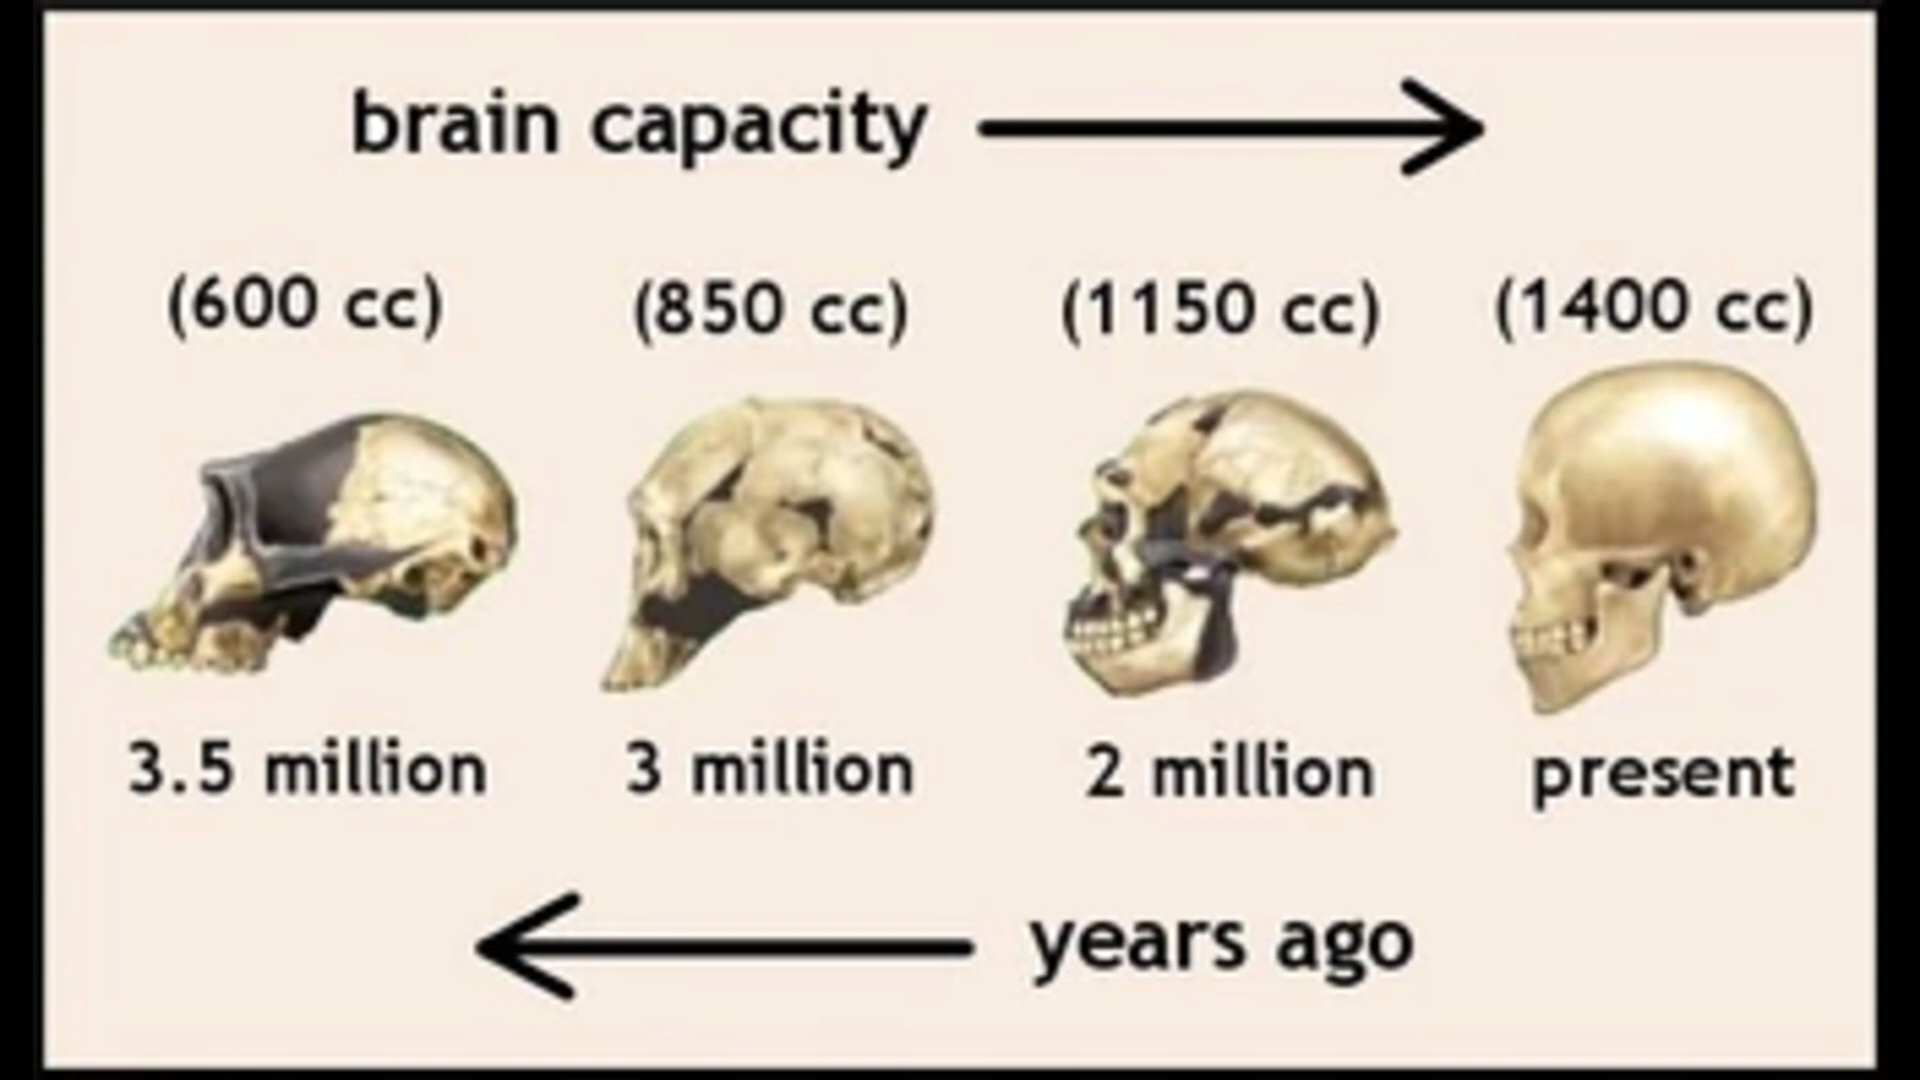 brain capacity
(600 cc) (850 cc) (1150 cc) (1400 cc)
3.5 million 3 million 2 million present
years ago